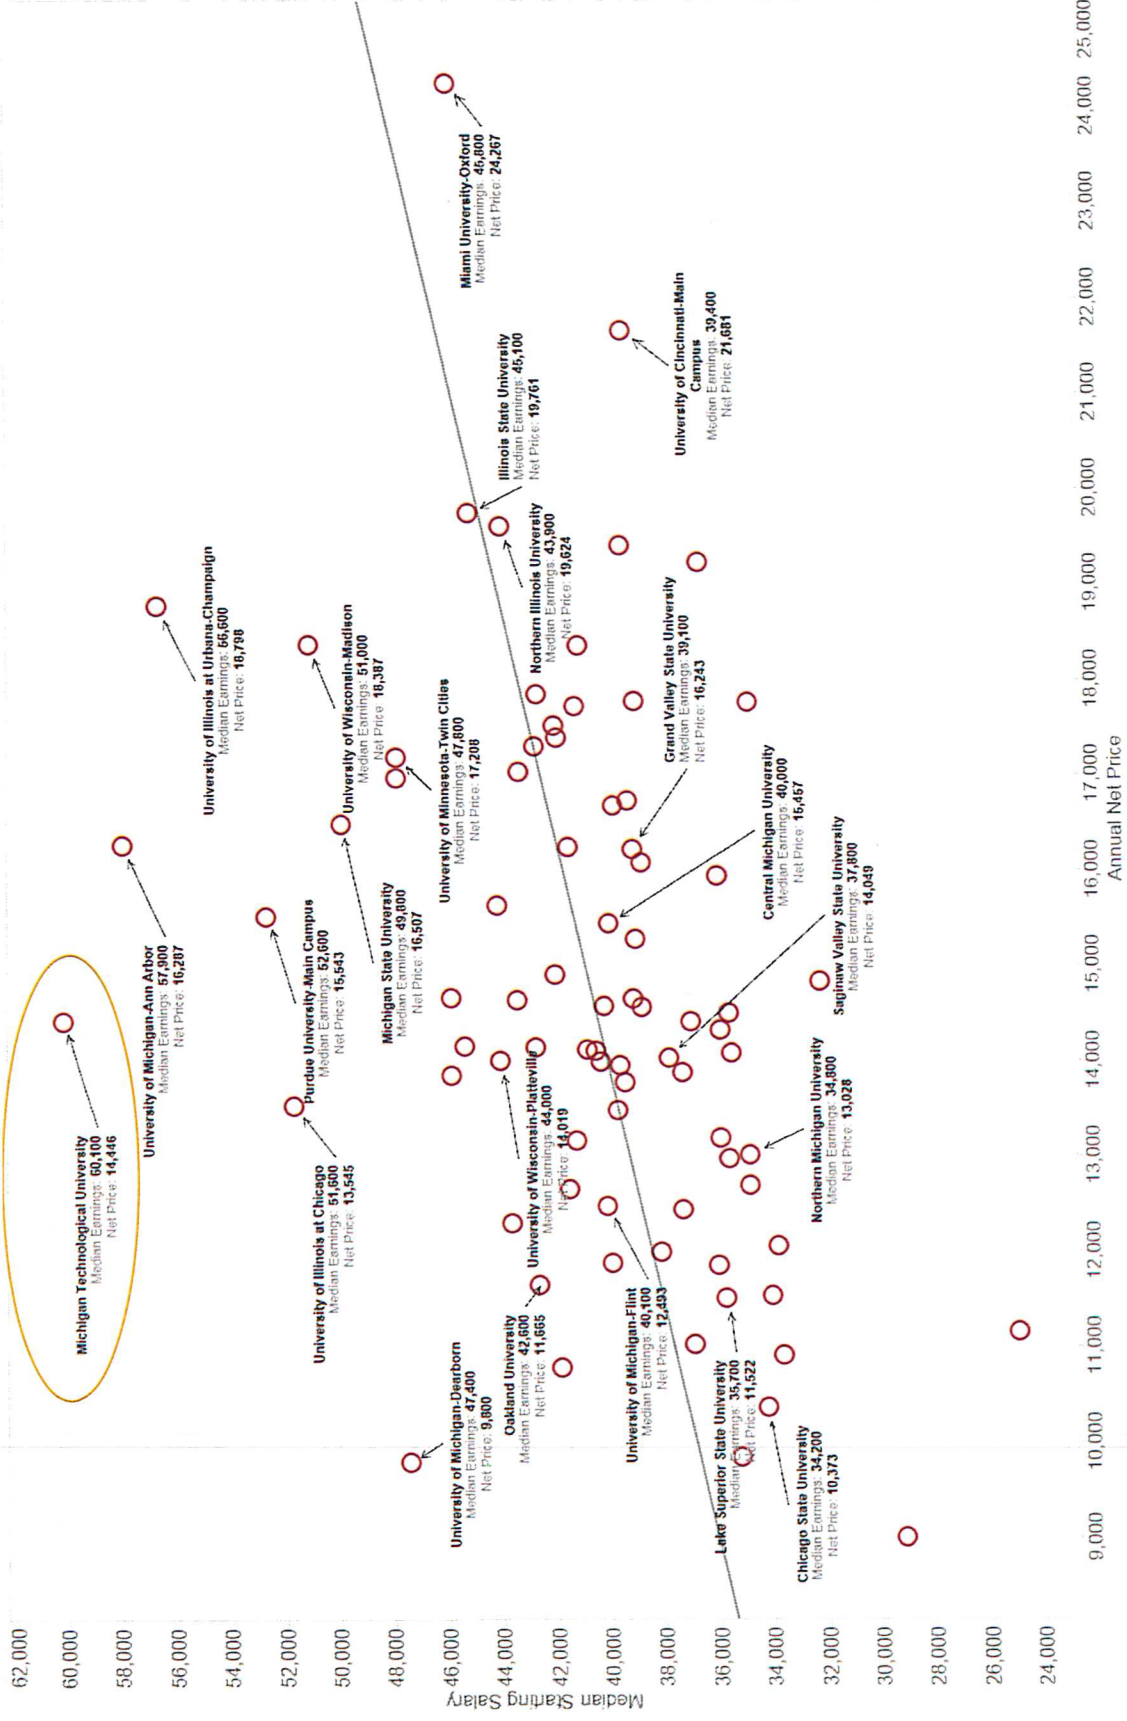 62,000
60,000
58,000
56,000
54,000
52,000
50,000
48,000
46,000
44,000
42,000
40,000
38,000
36,000
34,000
32,000
30,000
28,000
26,000
24,000
Median Starting Salary
Michigan Technological University
Median Earnings: 60,100
Net Price: 14,446
University of Michigan-Ann Arbor
Median Earnings: 57,900
Net Price: 16,287
University of Illinois at Urbana-Champaign
Median Earnings: 56,600
Net Price: 18,798
Purdue University-Main Campus
Median Earnings: 52,600
Net Price: 15,543
University of Illinois at Chicago
Median Earnings: 51,600
Net Price: 13,545
University of Wisconsin-Madison
Median Earnings: 51,000
Net Price: 18,387
Michigan State University
Median Earnings: 49,800
Net Price: 16,507
University of Minnesota-Twin Cities
Median Earnings: 47,800
Net Price: 17,208
University of Michigan-Dearborn
Median Earnings: 47,400
Net Price: 9,800
Miami University-Oxford
Median Earnings: 45,800
Net Price: 24,267
Illinois State University
Median Earnings: 45,100
Net Price: 19,761
Oakland University
Median Earnings: 42,600
Net Price: 11,665
University of Wisconsin-Platteville
Median Earnings: 44,000
Net Price: 14,019
Northern Illinois University
Median Earnings: 43,900
Net Price: 19,624
University of Michigan-Flint
Median Earnings: 40,100
Net Price: 12,493
Grand Valley State University
Median Earnings: 39,100
Net Price: 16,243
University of Cincinnati-Main
Campus
Median Earnings: 39,400
Net Price: 21,681
Lake Superior State University
Median Earnings: 35,700
Net Price: 11,522
Central Michigan University
Median Earnings: 40,000
Net Price: 15,457
Chicago State University
Median Earnings: 34,200
Net Price: 10,373
Northern Michigan University
Median Earnings: 34,800
Net Price: 13,028
Saginaw Valley State University
Median Earnings: 37,800
Net Price: 14,049
9,000
10,000
11,000
12,000
13,000
14,000
15,000
16,000
17,000
18,000
19,000
20,000
21,000
22,000
23,000
24,000
25,000
Annual Net Price